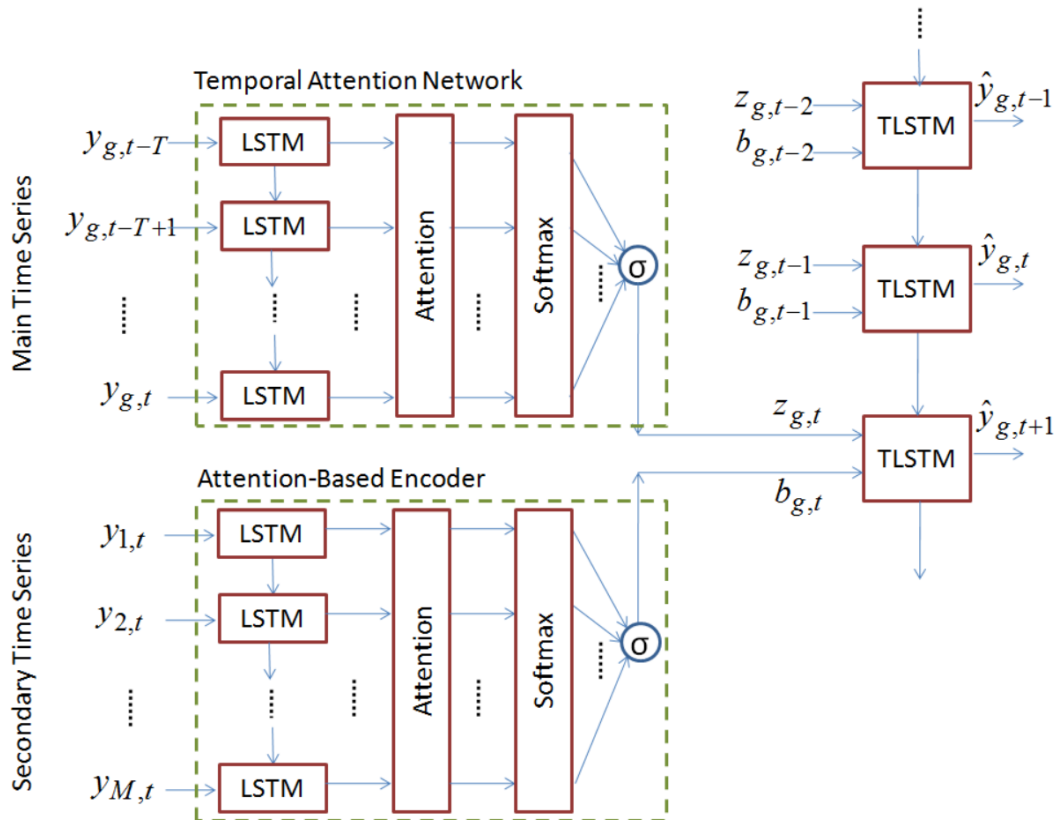 Temporal Attention Network
Main Time Series
y_{g,t-T}
LSTM
y_{g,t-T+1}
LSTM
y_{g,t}
LSTM
Attention
Softmax
σ
Attention-Based Encoder
Secondary Time Series
y_{1,t}
LSTM
y_{2,t}
LSTM
y_{M,t}
LSTM
Attention
Softmax
σ
z_{g,t-2}
b_{g,t-2}
TLSTM
ŷ_{g,t-1}
z_{g,t-1}
b_{g,t-1}
TLSTM
ŷ_{g,t}
z_{g,t}
b_{g,t}
TLSTM
ŷ_{g,t+1}